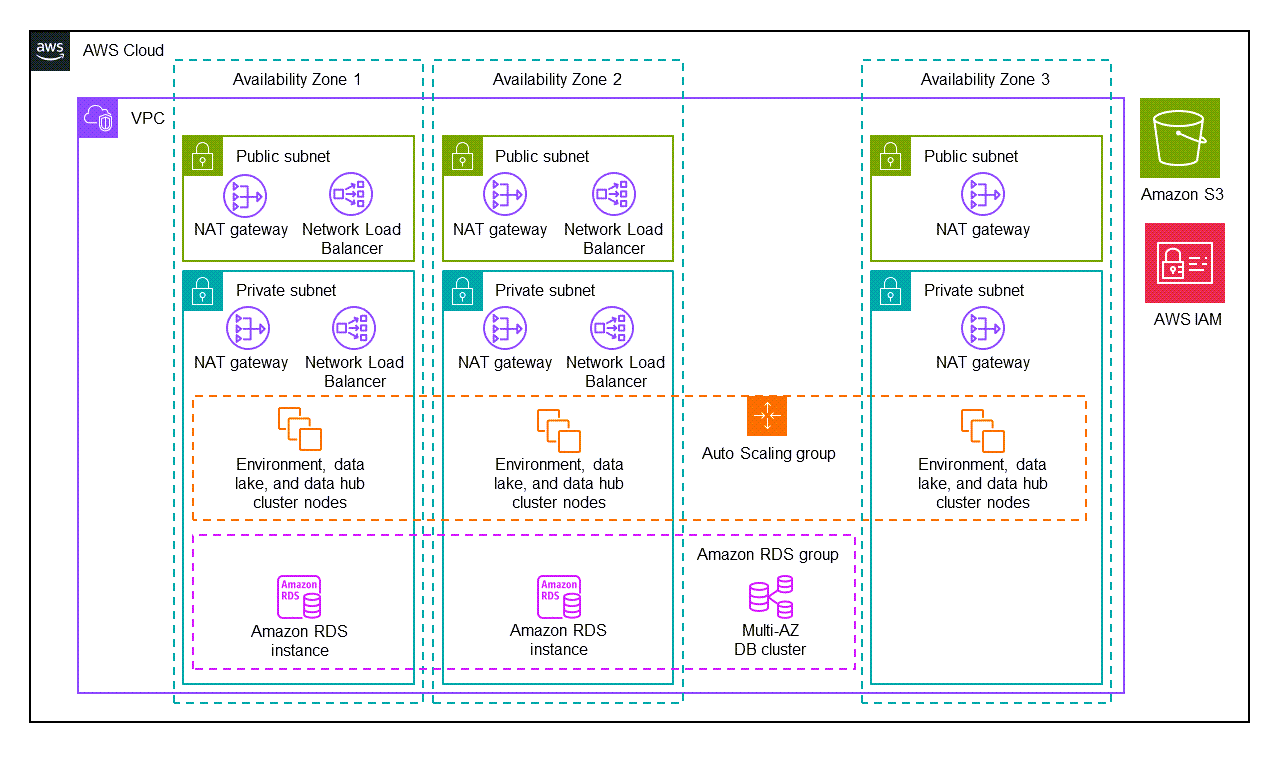 aws
AWS Cloud
Availability Zone 1
Availability Zone 2
Availability Zone 3
VPC
Public subnet
NAT gateway
Network Load
Balancer
Public subnet
NAT gateway
Network Load
Balancer
Public subnet
NAT gateway
Amazon S3
AWS IAM
Private subnet
NAT gateway
Network Load
Balancer
Private subnet
NAT gateway
Network Load
Balancer
Private subnet
NAT gateway
Environment, data
lake, and data hub
cluster nodes
Environment, data
lake, and data hub
cluster nodes
Auto Scaling group
Environment, data
lake, and data hub
cluster nodes
Amazon RDS group
Amazon
RDS
Amazon RDS
instance
Amazon
RDS
Amazon RDS
instance
Multi-AZ
DB cluster